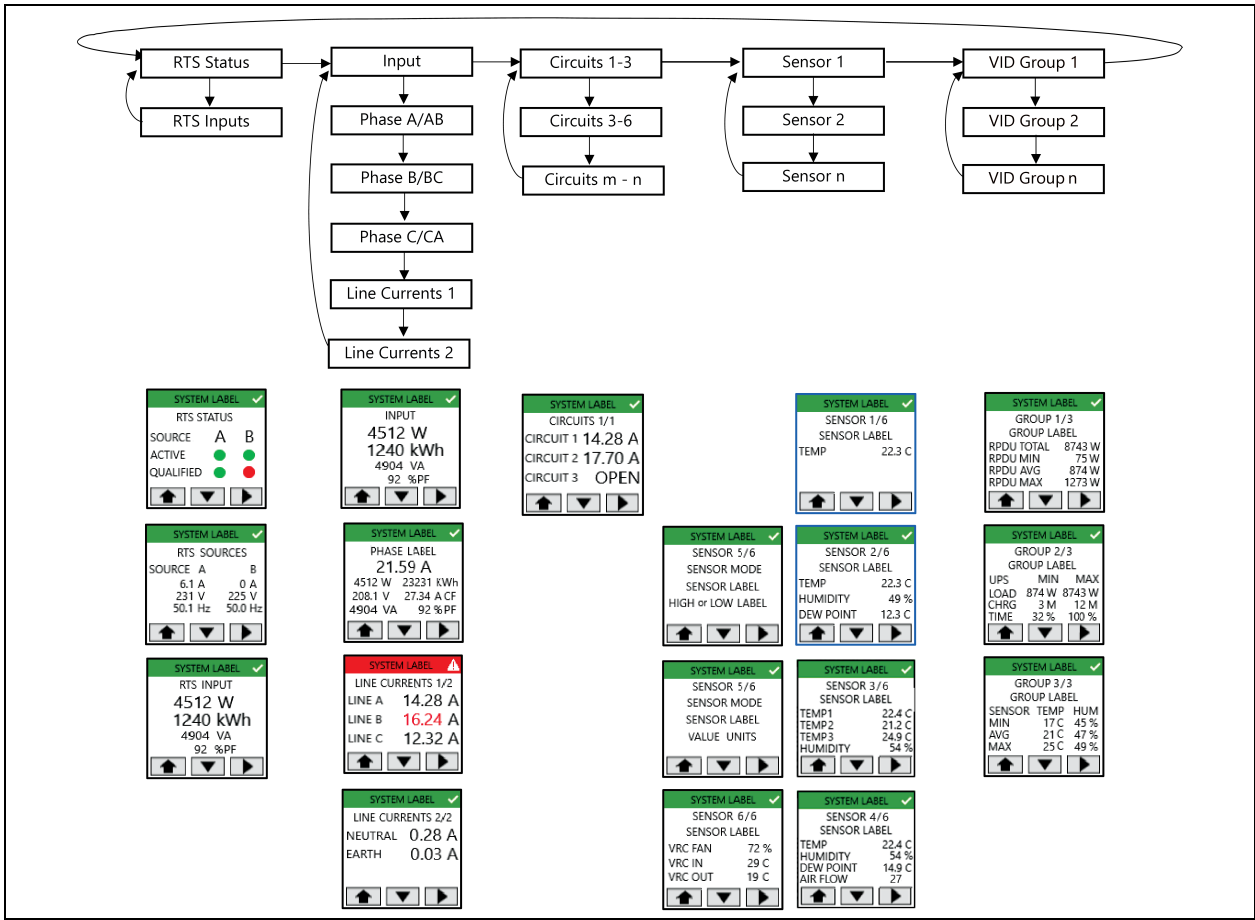 RTS Status
Input
Circuits 1-3
Sensor 1
VID Group 1
RTS Inputs
Phase A/AB
Circuits 3-6
Sensor 2
VID Group 2
Phase B/BC
Circuits m - n
Sensor n
VID Group n
Phase C/CA
Line Currents 1
Line Currents 2
SYSTEM LABEL
RTS STATUS
SOURCE A B
ACTIVE
QUALIFIED
SYSTEM LABEL
INPUT
4512 W
1240 kWh
4904 VA
92 %PF
SYSTEM LABEL
CIRCUITS 1/1
CIRCUIT 1 14.28 A
CIRCUIT 2 17.70 A
CIRCUIT 3 OPEN
SYSTEM LABEL
SENSOR 1/6
SENSOR LABEL
TEMP 22.3 C
SYSTEM LABEL
GROUP 1/3
GROUP LABEL
RPDU TOTAL 8743 W
RPDU MIN 75 W
RPDU AVG 874 W
RPDU MAX 1273 W
SYSTEM LABEL
RTS SOURCES
SOURCE A B
6.1 A 0 A
231 V 225 V
50.1 Hz 50.0 Hz
SYSTEM LABEL
PHASE LABEL
21.59 A
4512 W 23231 KWh
208.1 V 27.34 A CF
4904 VA 92 %PF
SYSTEM LABEL
SENSOR 5/6
SENSOR MODE
SENSOR LABEL
HIGH or LOW LABEL
SYSTEM LABEL
SENSOR 2/6
SENSOR LABEL
TEMP 22.3 C
HUMIDITY 49 %
DEW POINT 12.3 C
SYSTEM LABEL
GROUP 2/3
GROUP LABEL
UPS MIN MAX
LOAD 874 W 8743 W
CHRG 3 M 12 M
TIME 32 % 100 %
SYSTEM LABEL
RTS INPUT
4512 W
1240 kWh
4904 VA
92 %PF
SYSTEM LABEL
LINE CURRENTS 1/2
LINE A 14.28 A
LINE B 16.24 A
LINE C 12.32 A
SYSTEM LABEL
SENSOR 5/6
SENSOR MODE
SENSOR LABEL
VALUE UNITS
SYSTEM LABEL
SENSOR 3/6
SENSOR LABEL
TEMP1 22.4 C
TEMP2 21.2 C
TEMP3 24.9 C
HUMIDITY 54 %
SYSTEM LABEL
GROUP 3/3
GROUP LABEL
SENSOR TEMP HUM
MIN 17 C 45 %
AVG 21 C 47 %
MAX 25 C 49 %
SYSTEM LABEL
LINE CURRENTS 2/2
NEUTRAL 0.28 A
EARTH 0.03 A
SYSTEM LABEL
SENSOR 6/6
SENSOR LABEL
VRC FAN 72 %
VRC IN 29 C
VRC OUT 19 C
SYSTEM LABEL
SENSOR 4/6
SENSOR LABEL
TEMP 22.4 C
HUMIDITY 54 %
DEW POINT 14.9 C
AIR FLOW 27